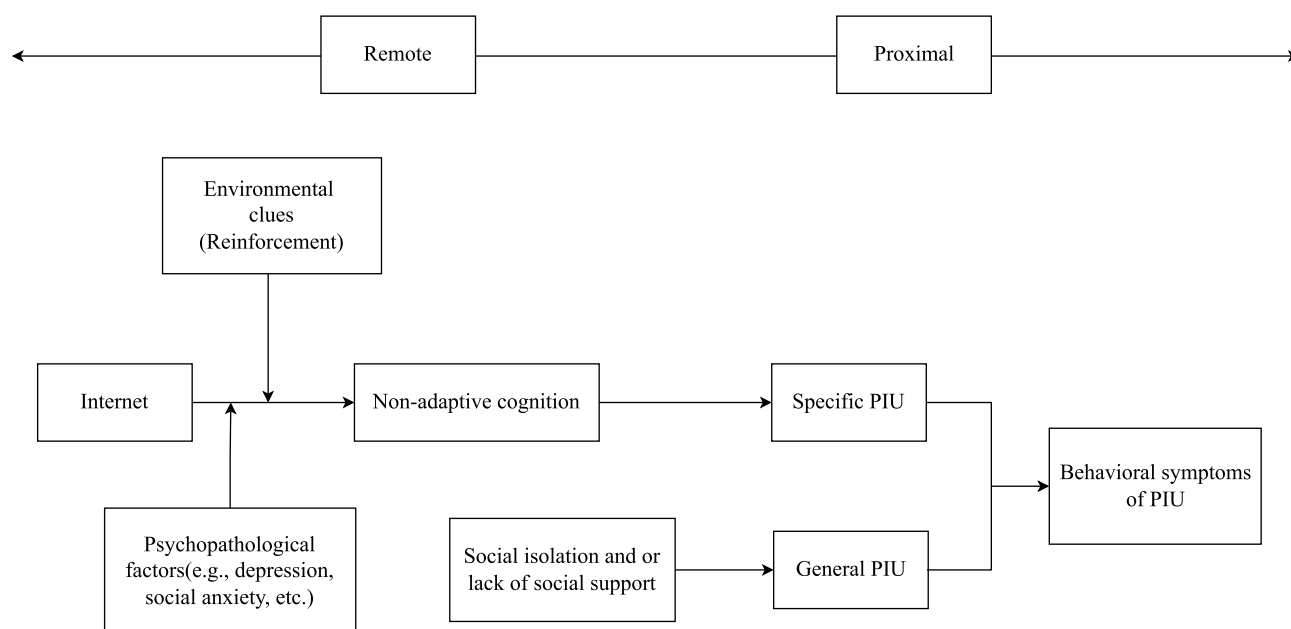 Remote
Proximal
Environmental
clues
(Reinforcement)
Internet
Non-adaptive cognition
Specific PIU
Behavioral symptoms
of PIU
Psychopathological
factors(e.g., depression,
social anxiety, etc.)
Social isolation and or
lack of social support
General PIU